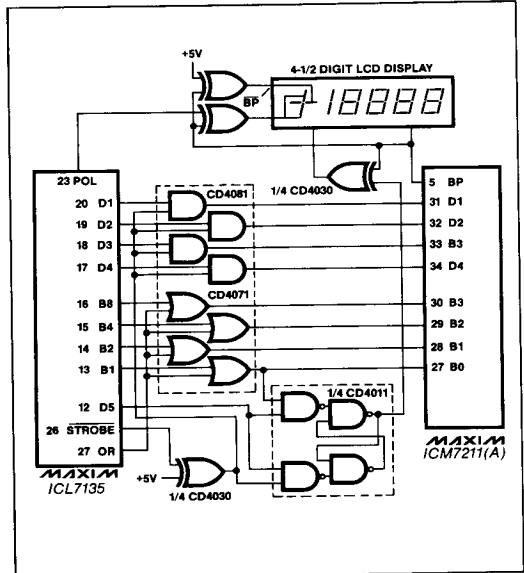 +5V
4-1/2 DIGIT LCD DISPLAY
BP
-/ 18888
1/4 CD4030
23 POL
20 D1
19 D2
18 D3
17 D4
16 B8
15 B4
14 B2
13 B1
12 D5
26 STROBE
27 OR
MAXIM
ICL7135
CD4081
CD4071
1/4 CD4011
+5V
1/4 CD4030
5 BP
31 D1
32 D2
33 B3
34 D4
30 B3
29 B2
28 B1
27 B0
MAXIM
ICM7211(A)